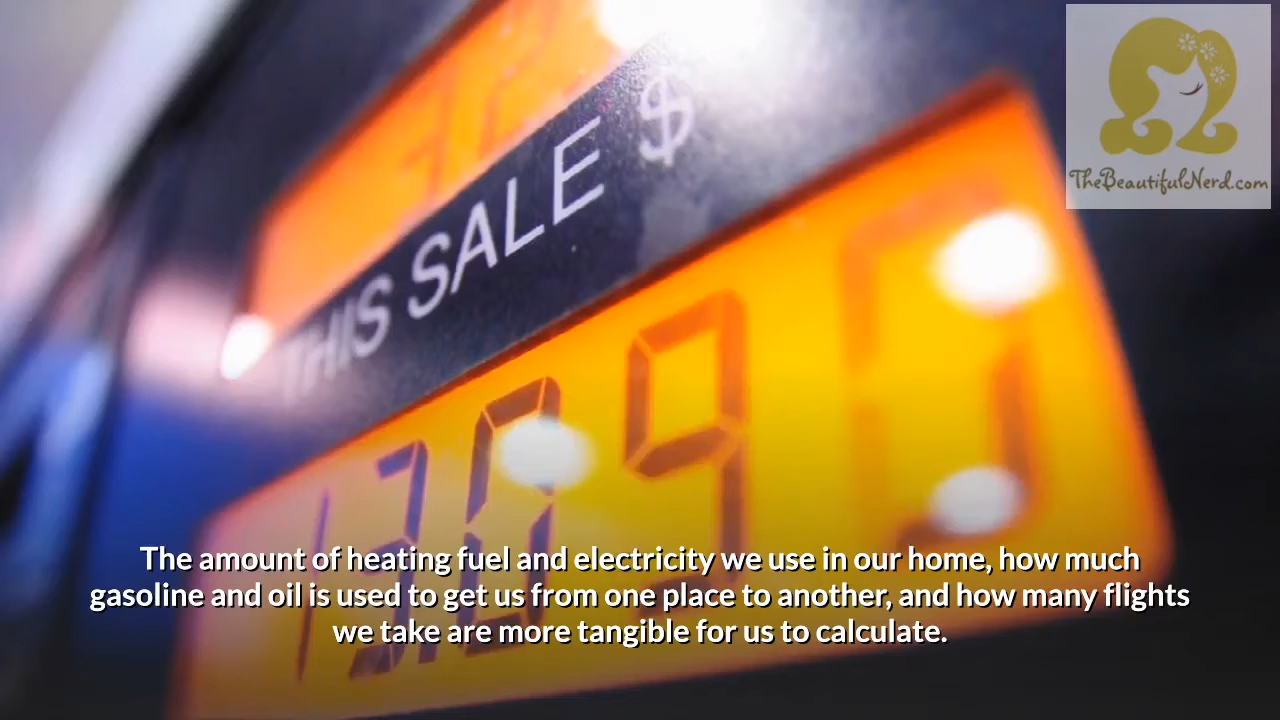 THIS SALE $
TheBeautifulNerd.com
The amount of heating fuel and electricity we use in our home, how much
gasoline and oil is used to get us from one place to another, and how many flights
we take are more tangible for us to calculate.